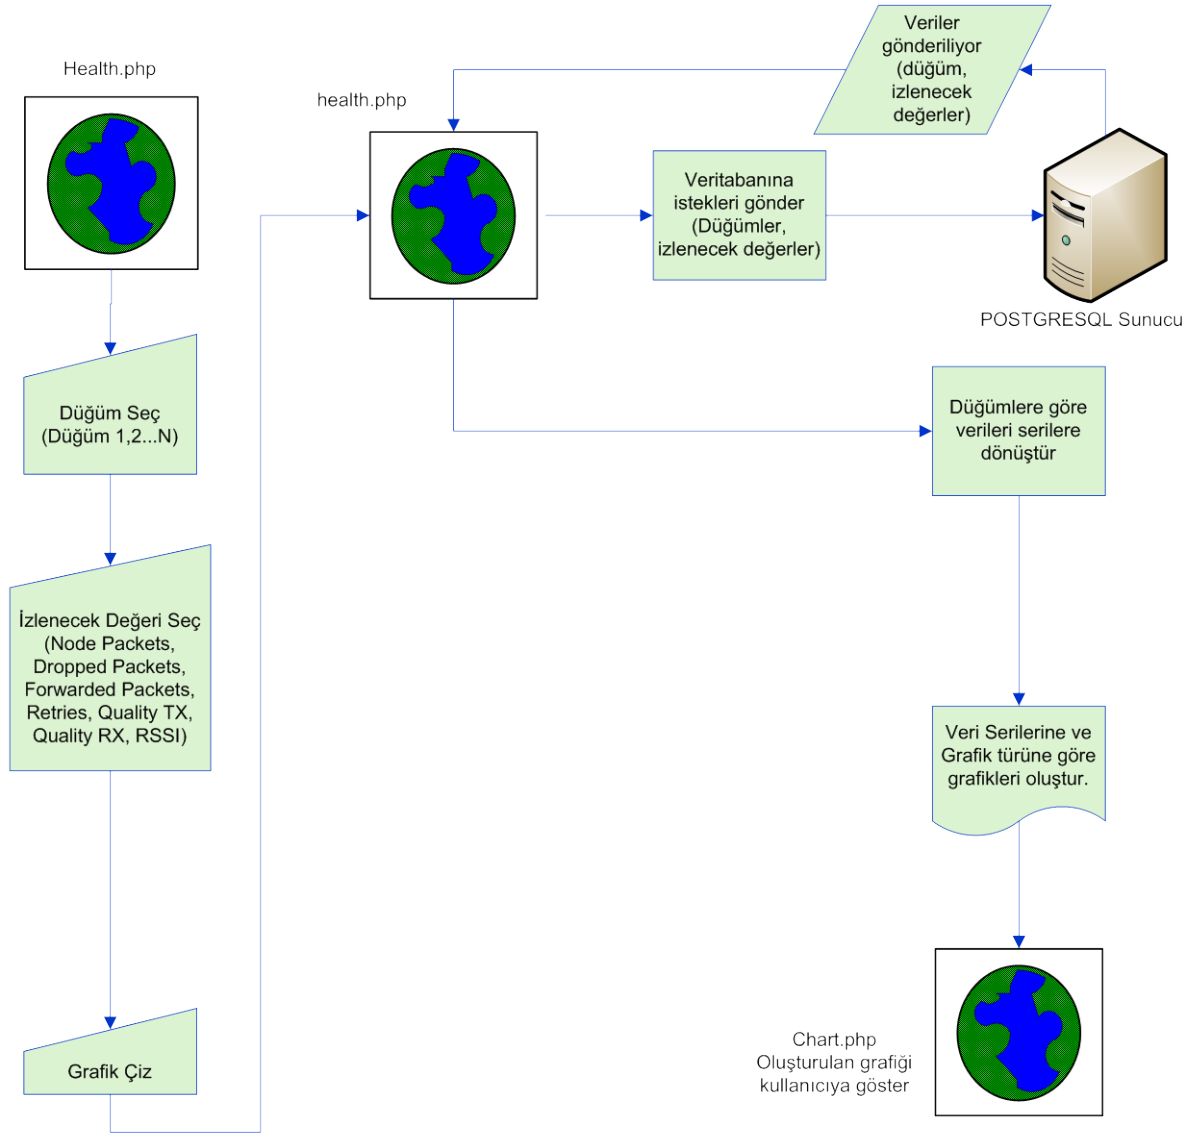 Health.php
Düğüm Seç
(Düğüm 1,2...N)
İzlenecek Değeri Seç
(Node Packets,
Dropped Packets,
Forwarded Packets,
Retries, Quality TX,
Quality RX, RSSI)
Grafik Çiz
health.php
Veritabanına
istekleri gönder
(Düğümler,
izlenecek değerler)
Veriler
gönderiliyor
(düğüm,
izlenecek
değerler)
POSTGRESQL Sunucu
Düğümlere göre
verileri serilere
dönüştür
Veri Serilerine ve
Grafik türüne göre
grafikleri oluştur.
Chart.php
Oluşturulan grafiği
kullanıcıya göster